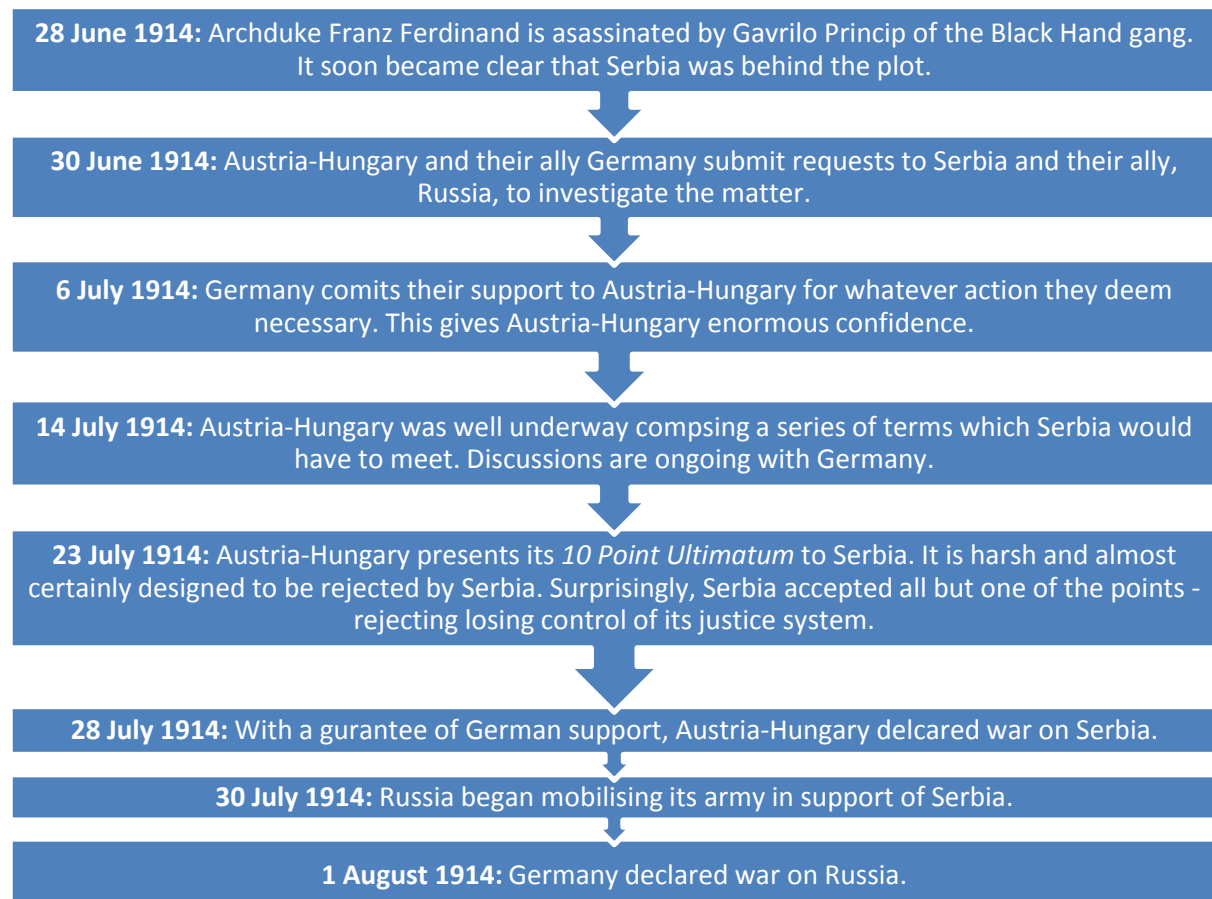 28 June 1914: Archduke Franz Ferdinand is asassinated by Gavrilo Princip of the Black Hand gang.
It soon became clear that Serbia was behind the plot.
30 June 1914: Austria-Hungary and their ally Germany submit requests to Serbia and their ally,
Russia, to investigate the matter.
6 July 1914: Germany comits their support to Austria-Hungary for whatever action they deem
necessary. This gives Austria-Hungary enormous confidence.
14 July 1914: Austria-Hungary was well underway compsing a series of terms which Serbia would
have to meet. Discussions are ongoing with Germany.
23 July 1914: Austria-Hungary presents its 10 Point Ultimatum to Serbia. It is harsh and almost
certainly designed to be rejected by Serbia. Surprisingly, Serbia accepted all but one of the points -
rejecting losing control of its justice system.
28 July 1914: With a gurantee of German support, Austria-Hungary delcared war on Serbia.
30 July 1914: Russia began mobilising its army in support of Serbia.
1 August 1914: Germany declared war on Russia.